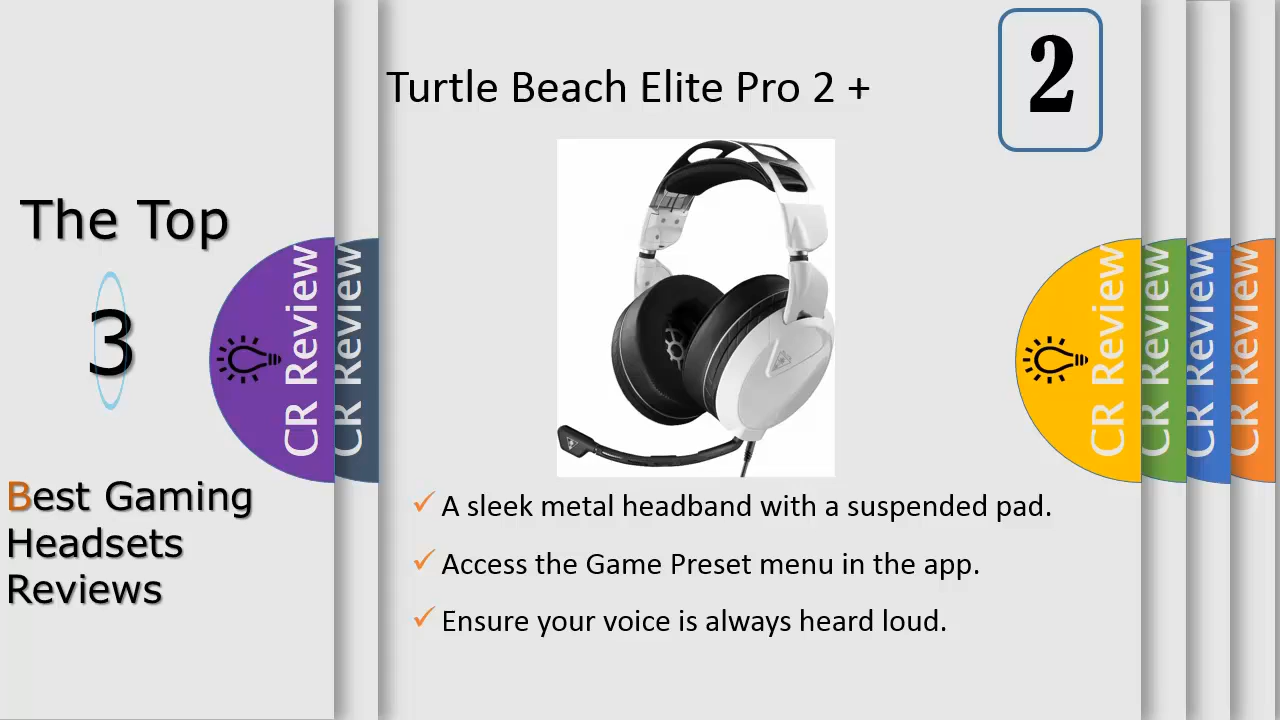 The Top
3
Best Gaming
Headsets
Reviews
CR Review
CR Review
Turtle Beach Elite Pro 2 +
2
A sleek metal headband with a suspended pad.
Access the Game Preset menu in the app.
Ensure your voice is always heard loud.
CR Review
CR Review
CR Review
CR Review